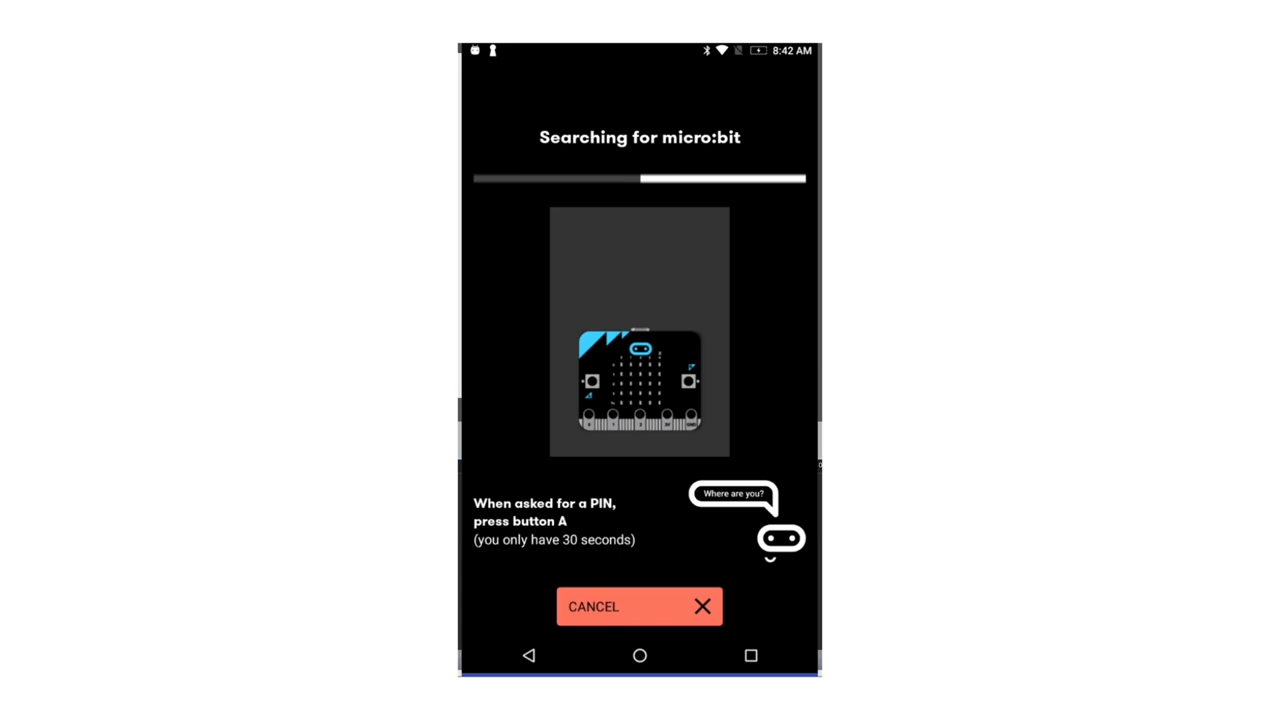 8:42 AM
Searching for micro:bit
When asked for a PIN,
press button A
(you only have 30 seconds)
Where are you?
CANCEL